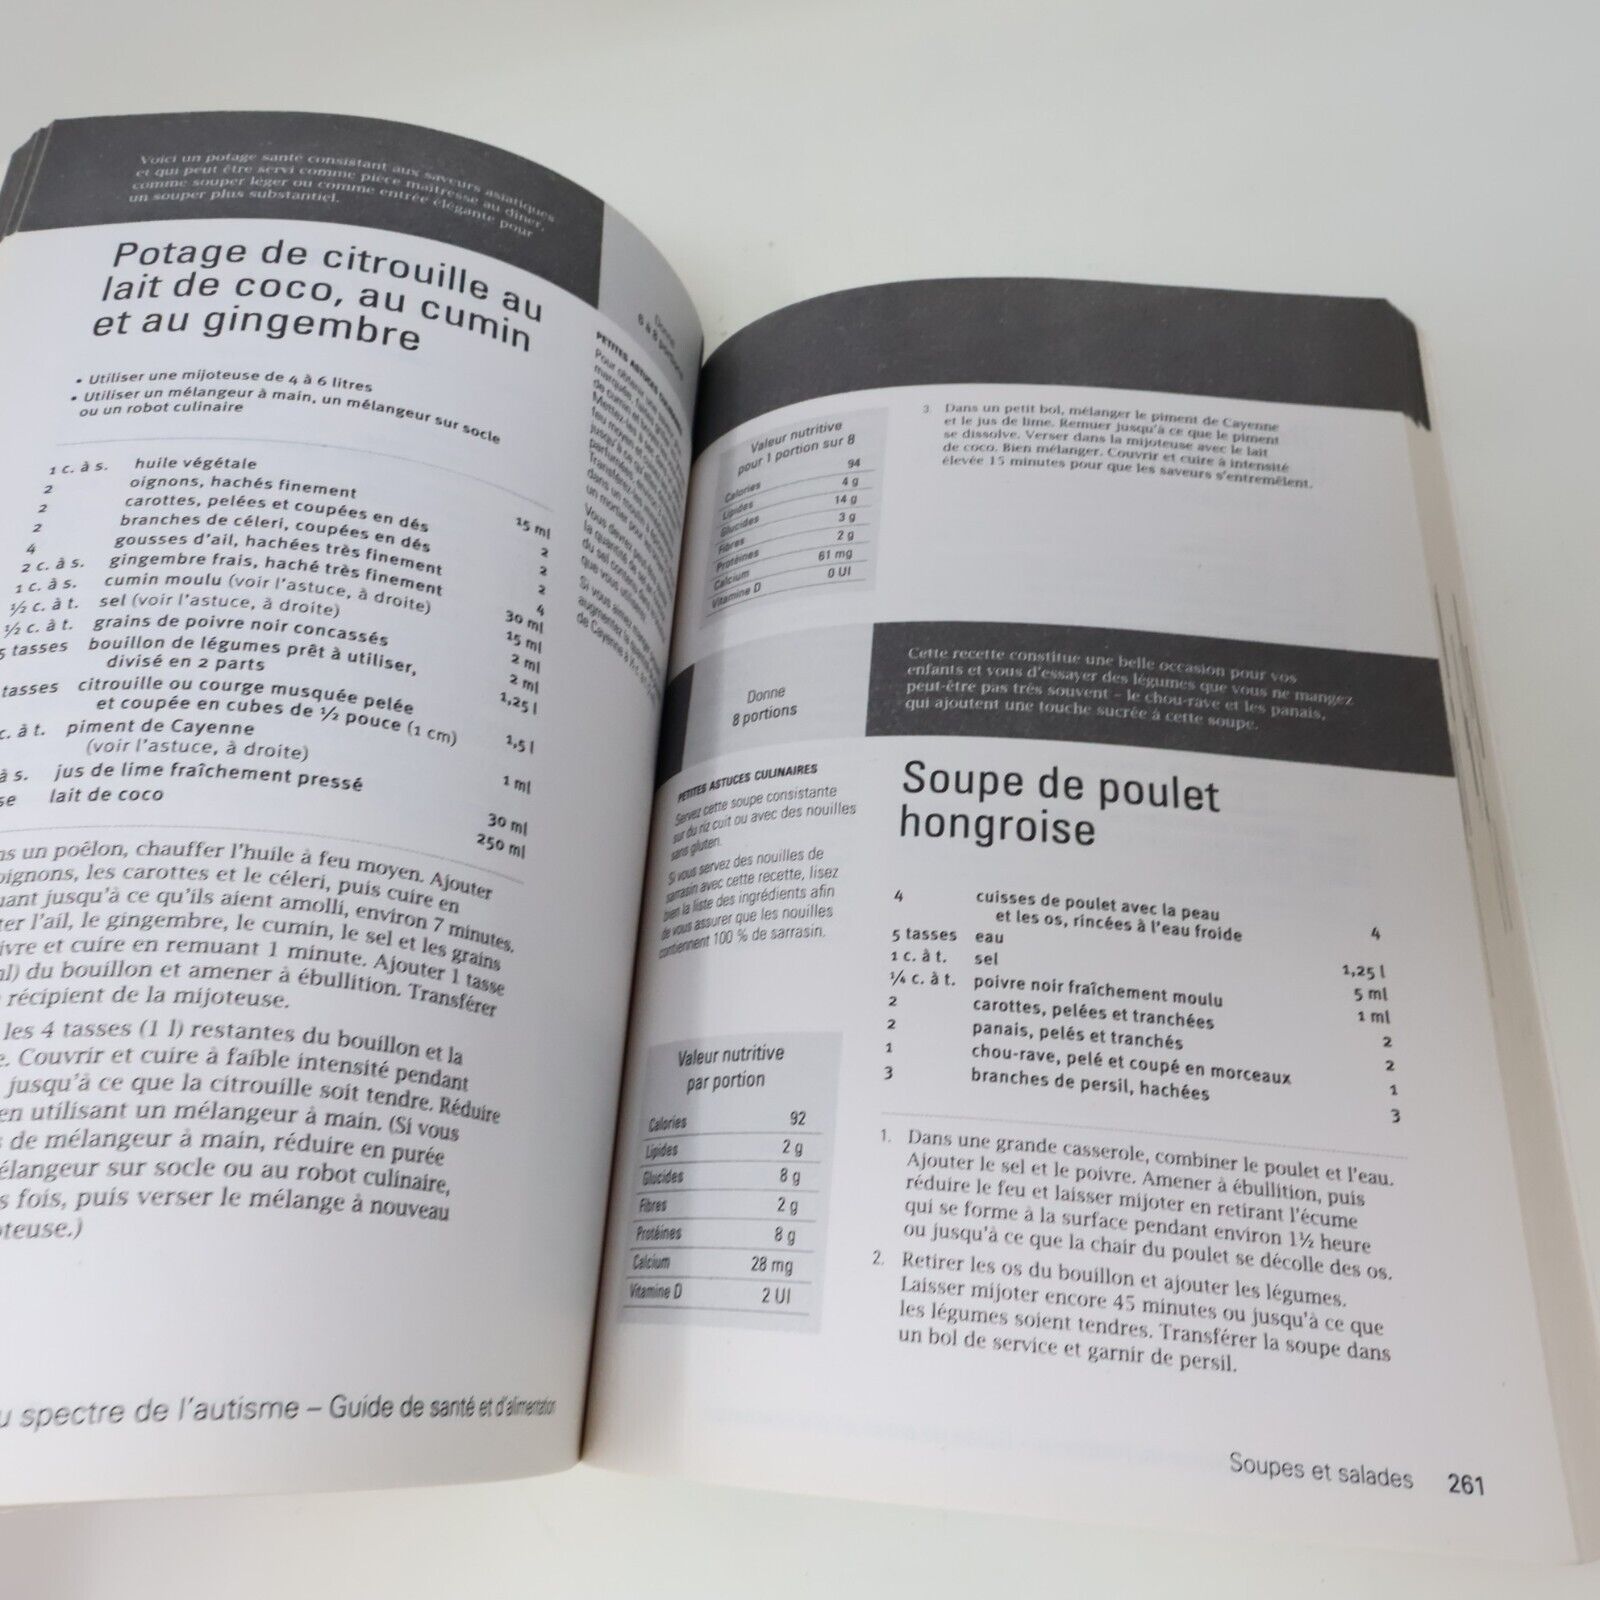 Voici un potage santé consistant aux saveurs asiatiques
et qui peut être servi comme pièce maîtresse au dîner,
comme souper léger ou comme entrée élégante pour
un souper plus substantiel.
Potage de citrouille au
lait de coco, au cumin
et au gingembre
• Utiliser une mijoteuse de 4 à 6 litres
• Utiliser un mélangeur à main, un mélangeur sur socle
ou un robot culinaire
1 c. à s. huile végétale 15 ml
2 oignons, hachés finement 2
2 carottes, pelées et coupées en dés 2
2 branches de céleri, coupées en dés 2
4 gousses d'ail, hachées très finement 4
2 c. à s. gingembre frais, haché très finement 30 ml
1 c. à s. cumin moulu (voir l'astuce, à droite) 15 ml
½ c. à t. sel (voir l'astuce, à droite) 2 ml
½ c. à t. grains de poivre noir concassés 2 ml
5 tasses bouillon de légumes prêt à utiliser, 1,25 l
divisé en 2 parts
tasses citrouille ou courge musquée pelée 1,5 l
et coupée en cubes de ½ pouce (1 cm)
c. à t. piment de Cayenne 1 ml
(voir l'astuce, à droite)
à s. jus de lime fraîchement pressé 30 ml
lait de coco 250 ml
un poêlon, chauffer l'huile à feu moyen. Ajouter
oignons, les carottes et le céleri, puis cuire en
jusqu'à ce qu'ils aient amolli, environ 7 minutes.
l'ail, le gingembre, le cumin, le sel et les grains
et cuire en remuant 1 minute. Ajouter 1 tasse
du bouillon et amener à ébullition. Transférer
récipient de la mijoteuse.
les 4 tasses (1 l) restantes du bouillon et la
Couvrir et cuire à faible intensité pendant
jusqu'à ce que la citrouille soit tendre. Réduire
en utilisant un mélangeur à main. (Si vous
de mélangeur à main, réduire en purée
mélangeur sur socle ou au robot culinaire,
fois, puis verser le mélange à nouveau
spectre de l'autisme – Guide de santé et d'alimentation
Donne
6 à 8 portions
PETITES ASTUCES
Valeur nutritive
pour 1 portion sur 8
Calories 94
Lipides 4 g
Glucides 14 g
Fibres 3 g
Protéines 2 g
Calcium 61 mg
Vitamine D 0 UI
3. Dans un petit bol, mélanger le piment de Cayenne
et le jus de lime. Remuer jusqu'à ce que le piment
se dissolve. Verser dans la mijoteuse avec le lait
de coco. Bien mélanger. Couvrir et cuire à intensité
élevée 15 minutes pour que les saveurs s'entremêlent.
Donne
8 portions
Cette recette constitue une belle occasion pour vos
enfants et vous d'essayer des légumes que vous ne mangez
peut-être pas très souvent – le chou-rave et les panais,
qui ajoutent une touche sucrée à cette soupe.
PETITES ASTUCES CULINAIRES
Servez cette soupe consistante
sur du riz cuit ou avec des nouilles
sans gluten.
Si vous servez des nouilles de
sarrasin avec cette recette, lisez
bien la liste des ingrédients afin
de vous assurer que les nouilles
contiennent 100 % de sarrasin.
Valeur nutritive
par portion
Calories 92
Lipides 2 g
Glucides 8 g
Fibres 2 g
Protéines 8 g
Calcium 28 mg
Vitamine D 2 UI
Soupe de poulet
hongroise
4 cuisses de poulet avec la peau 4
et les os, rincées à l'eau froide
5 tasses eau 1,25 l
1 c. à t. sel 5 ml
¼ c. à t. poivre noir fraîchement moulu 1 ml
2 carottes, pelées et tranchées 2
2 panais, pelés et tranchés 2
1 chou-rave, pelé et coupé en morceaux 1
3 branches de persil, hachées 3
1. Dans une grande casserole, combiner le poulet et l'eau.
Ajouter le sel et le poivre. Amener à ébullition, puis
réduire le feu et laisser mijoter en retirant l'écume
qui se forme à la surface pendant environ 1½ heure
ou jusqu'à ce que la chair du poulet se décolle des os.
2. Retirer les os du bouillon et ajouter les légumes.
Laisser mijoter encore 45 minutes ou jusqu'à ce que
les légumes soient tendres. Transférer la soupe dans
un bol de service et garnir de persil.
Soupes et salades 261